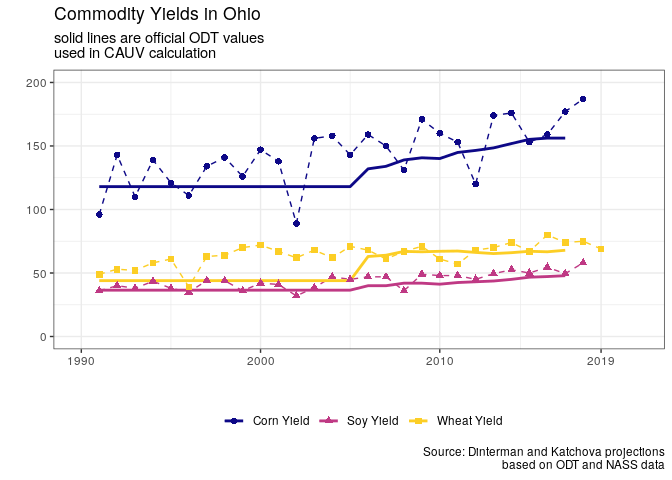 Commodity Yields in Ohio
solid lines are official ODT values
used in CAUV calculation
200
150
100
50
0
1990 2000 2010 2019
Corn Yield Soy Yield Wheat Yield
Source: Dinterman and Katchova projections
based on ODT and NASS data